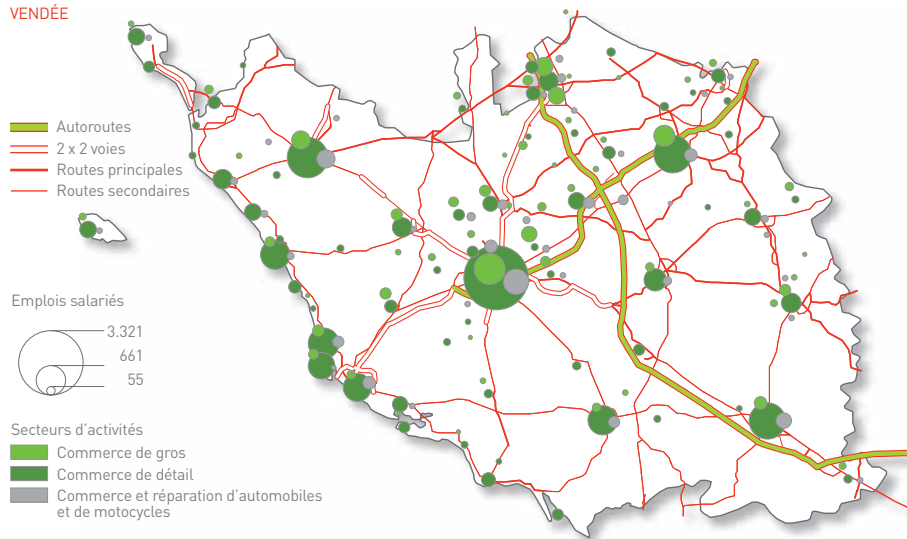 VENDÉE
Autoroutes
2 x 2 voies
Routes principales
Routes secondaires
Emplois salariés
3.321
661
55
Secteurs d'activités
Commerce de gros
Commerce de détail
Commerce et réparation d'automobiles
et de motocycles